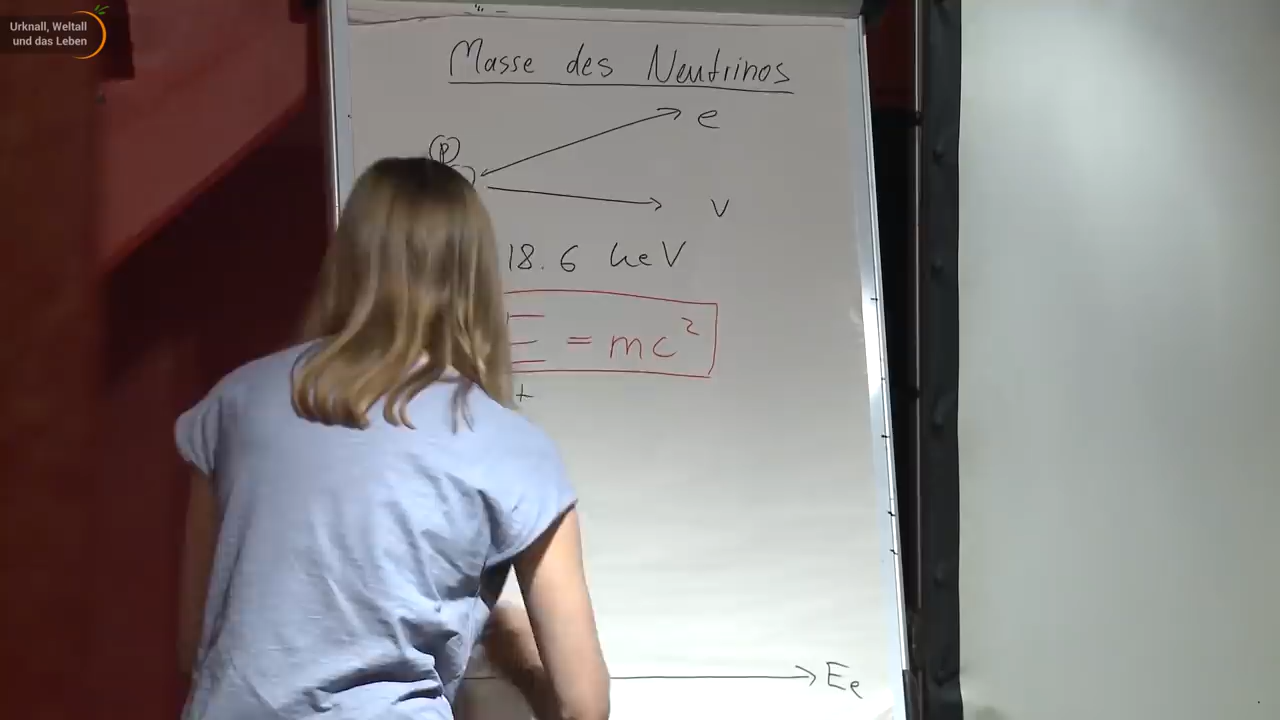 Urknall, Weltall
und das Leben
Masse des Neutrinos
e
p
ν
18.6 keV
E = mc²
+
Eₑ